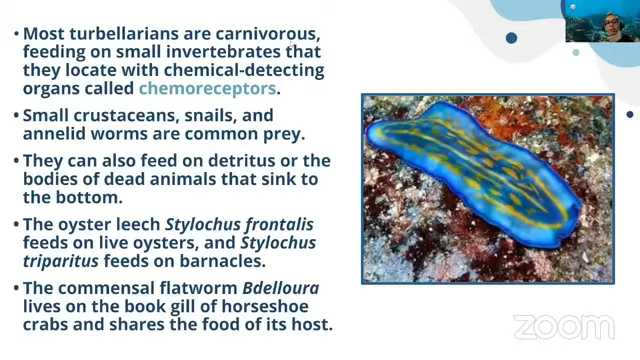 • Most turbellarians are carnivorous,
feeding on small invertebrates that
they locate with chemical-detecting
organs called chemoreceptors.
• Small crustaceans, snails, and
annelid worms are common prey.
• They can also feed on detritus or the
bodies of dead animals that sink to
the bottom.
• The oyster leech Stylochus frontalis
feeds on live oysters, and Stylochus
triparitus feeds on barnacles.
• The commensal flatworm Bdelloura
lives on the book gill of horseshoe
crabs and shares the food of its host.
zoom